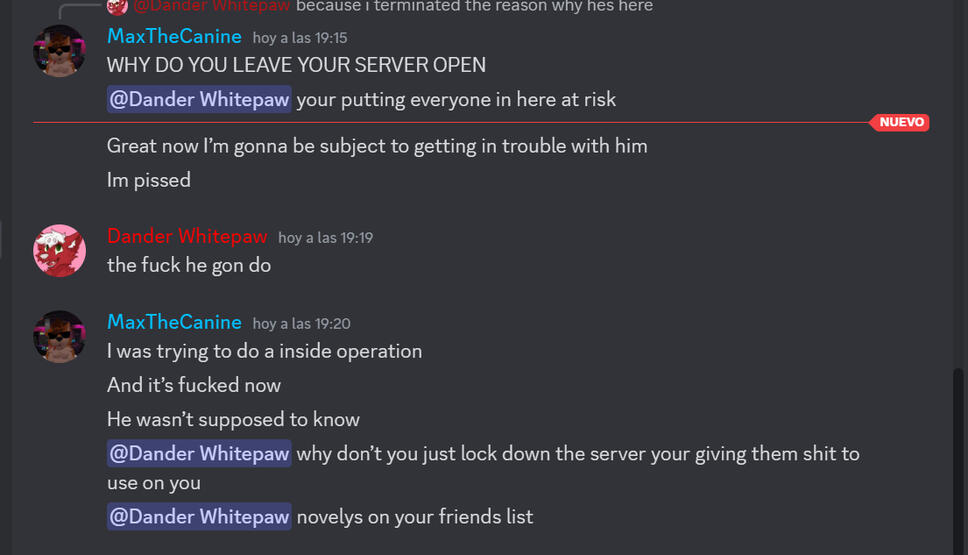 @Dander Whitepaw because i terminated the reason why hes here
MaxTheCanine hoy a las 19:15
WHY DO YOU LEAVE YOUR SERVER OPEN
@Dander Whitepaw your putting everyone in here at risk
NUEVO
Great now I’m gonna be subject to getting in trouble with him
Im pissed
Dander Whitepaw hoy a las 19:19
the fuck he gon do
MaxTheCanine hoy a las 19:20
I was trying to do a inside operation
And it’s fucked now
He wasn’t supposed to know
@Dander Whitepaw why don’t you just lock down the server your giving them shit to
use on you
@Dander Whitepaw novelys on your friends list